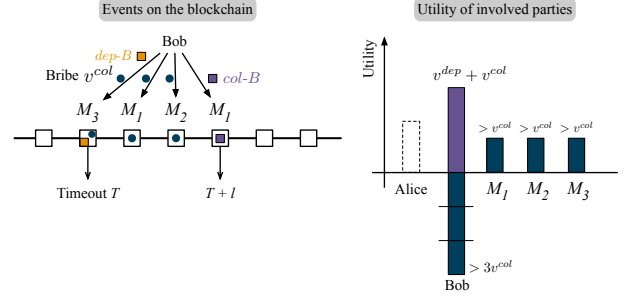 Events on the blockchain
dep-B
Bob
Bribe v^col
col-B
M_3 M_1 M_2 M_1
Timeout T
T + l
Utility of involved parties
Utility
v^dep + v^col
> v^col > v^col > v^col
Alice
M_1 M_2 M_3
> 3v^col
Bob